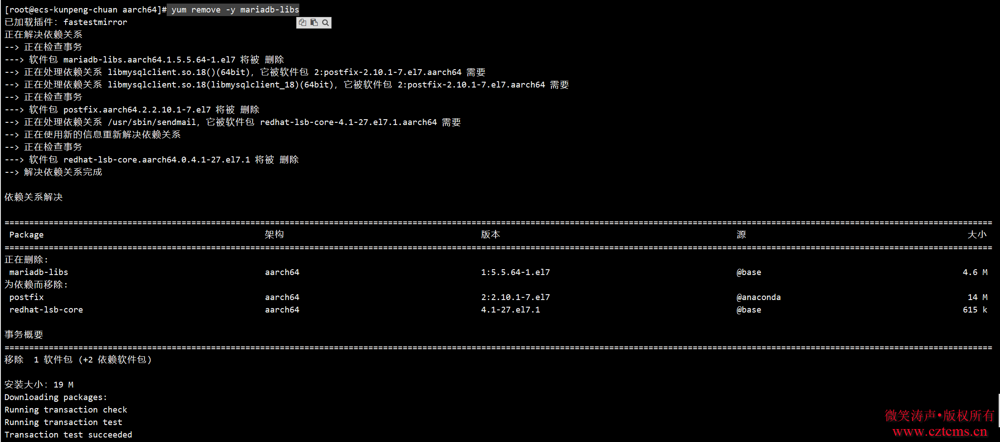 [root@ecs-kunpeng-chuan aarch64]# yum remove -y mariadb-libs
已加载插件：fastestmirror
正在解决依赖关系
--> 正在检查事务
---> 软件包 mariadb-libs.aarch64.1.5.5.64-1.el7 将被 删除
--> 正在处理依赖关系 libmysqlclient.so.18()(64bit)，它被软件包 2:postfix-2.10.1-7.el7.aarch64 需要
--> 正在处理依赖关系 libmysqlclient.so.18(libmysqlclient_18)(64bit)，它被软件包 2:postfix-2.10.1-7.el7.aarch64 需要
--> 正在检查事务
---> 软件包 postfix.aarch64.2.2.10.1-7.el7 将被 删除
--> 正在处理依赖关系 /usr/sbin/sendmail，它被软件包 redhat-lsb-core-4.1-27.el7.1.aarch64 需要
--> 正在使用新的信息重新解决依赖关系
--> 正在检查事务
---> 软件包 redhat-lsb-core.aarch64.0.4.1-27.el7.1 将被 删除
--> 解决依赖关系完成
依赖关系解决
Package 架构 版本 源 大小
正在删除:
mariadb-libs aarch64 1:5.5.64-1.el7 @base 4.6 M
为依赖而移除:
postfix aarch64 2:2.10.1-7.el7 @anaconda 14 M
redhat-lsb-core aarch64 4.1-27.el7.1 @base 615 k
事务概要
移除 1 软件包 (+2 依赖软件包)
安装大小：19 M
Downloading packages:
Running transaction check
Running transaction test
Transaction test succeeded
微笑涛声•版权所有
www.cztcms.cn